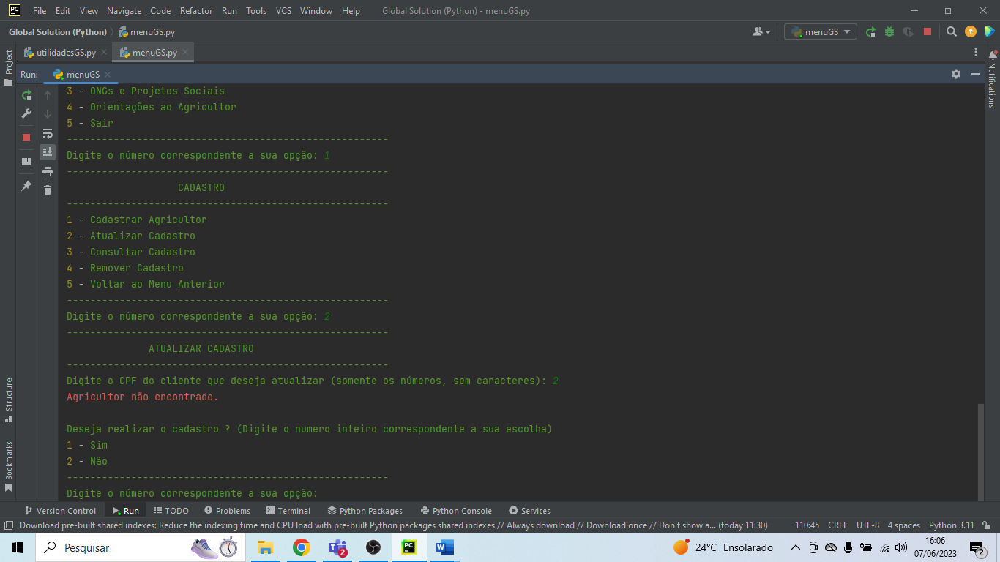 PC File Edit View Navigate Code Refactor Run Tools VCS Window Help Global Solution (Python) - menuGS.py
Global Solution (Python) menuGS.py menuGS
Project utilidadesGS.py menuGS.py
Run: menuGS
Notifications
3 - ONGs e Projetos Sociais
4 - Orientações ao Agricultor
5 - Sair
-------------------------------------------------------
Digite o número correspondente a sua opção: 1
-------------------------------------------------------
CADASTRO
-------------------------------------------------------
1 - Cadastrar Agricultor
2 - Atualizar Cadastro
3 - Consultar Cadastro
4 - Remover Cadastro
5 - Voltar ao Menu Anterior
-------------------------------------------------------
Digite o número correspondente a sua opção: 2
-------------------------------------------------------
ATUALIZAR CADASTRO
-------------------------------------------------------
Digite o CPF do cliente que deseja atualizar (somente os números, sem caracteres): 2
Agricultor não encontrado.
Deseja realizar o cadastro ? (Digite o numero inteiro correspondente a sua escolha)
1 - Sim
2 - Não
-------------------------------------------------------
Digite o número correspondente a sua opção:
Structure
Bookmarks
Version Control Run TODO Problems Terminal Python Packages Python Console Services
Download pre-built shared indexes: Reduce the indexing time and CPU load with pre-built Python packages shared indexes // Always download // Download once // Don't show a... (today 11:30) 110:45 CRLF UTF-8 4 spaces Python 3.11
Pesquisar 2 PC W 24°C Ensolarado 16:06
07/06/2023 2